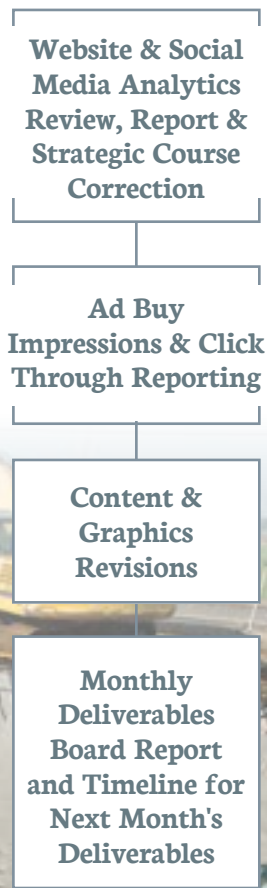 Website & Social
Media Analytics
Review, Report &
Strategic Course
Correction
Ad Buy
Impressions & Click
Through Reporting
Content &
Graphics
Revisions
Monthly
Deliverables
Board Report
and Timeline for
Next Month's
Deliverables